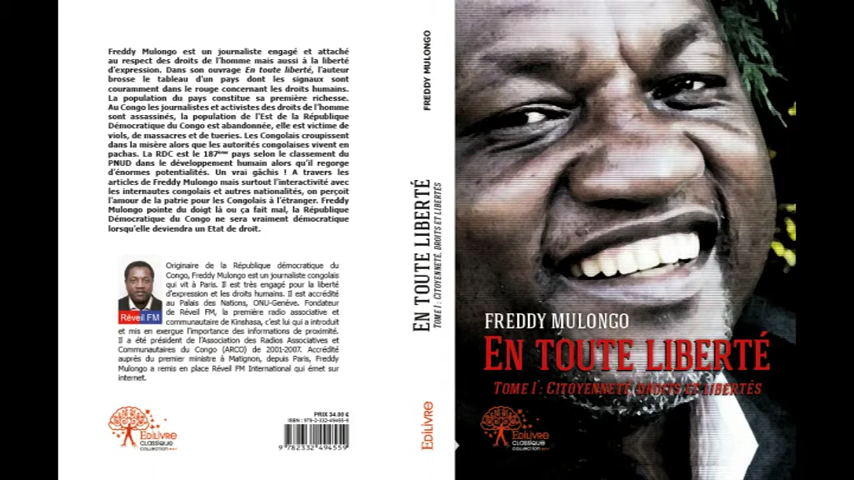 Freddy Mulongo est un journaliste engagé et attaché
au respect des droits de l'homme mais aussi à la liberté
d'expression. Dans son ouvrage En toute liberté, l'auteur
brosse le tableau d'un pays dont les signaux sont
couramment dans le rouge concernant les droits humains.
La population du pays constitue sa première richesse.
Au Congo les journalistes et activistes des droits de l'homme
sont assassinés, la population de l'Est de la République
Démocratique du Congo est abandonnée, elle est victime de
viols, de massacres et de tueries. Les Congolais croupissent
dans la misère alors que les autorités congolaises vivent en
pachas. La RDC est le 187ème pays selon le classement du
PNUD dans le développement humain alors qu'il regorge
d'énormes potentialités. Un vrai gâchis ! A travers les
articles de Freddy Mulongo mais surtout l'interactivité avec
les internautes congolais et autres nationalités, on perçoit
l'amour de la patrie pour les Congolais à l'étranger. Freddy
Mulongo pointe du doigt là ou ça fait mal, la République
Démocratique du Congo ne sera vraiment démocratique
lorsqu'elle deviendra un Etat de droit.
Originaire de la République démocratique du
Congo, Freddy Mulongo est un journaliste congolais
qui vit à Paris. Il est très engagé pour la liberté
d'expression et les droits humains. Il est accrédité
au Palais des Nations, ONU-Genève. Fondateur
de Réveil FM, la première radio associative et
communautaire de Kinshasa, c'est lui qui a introduit
et mis en exergue l'importance des informations de proximité.
Il a été président de l'Association des Radios Associatives et
Communautaires du Congo (ARCO) de 2001-2007. Accrédité
auprès du premier ministre à Matignon, depuis Paris, Freddy
Mulongo a remis en place Réveil FM International qui émet sur
internet.
Réveil FM
EDILIVRE
CLASSIQUE
COLLECTION
PRIX 34.00 €
ISBN : 978-2-332-49455-9
9 782332 494559
FREDDY MULONGO
EN TOUTE LIBERTÉ
TOME I : CITOYENNETÉ, DROITS ET LIBERTÉS
EDILIVRE
FREDDY MULONGO
EN TOUTE LIBERTÉ
TOME I : CITOYENNETÉ, DROITS ET LIBERTÉS
EDILIVRE
CLASSIQUE
COLLECTION